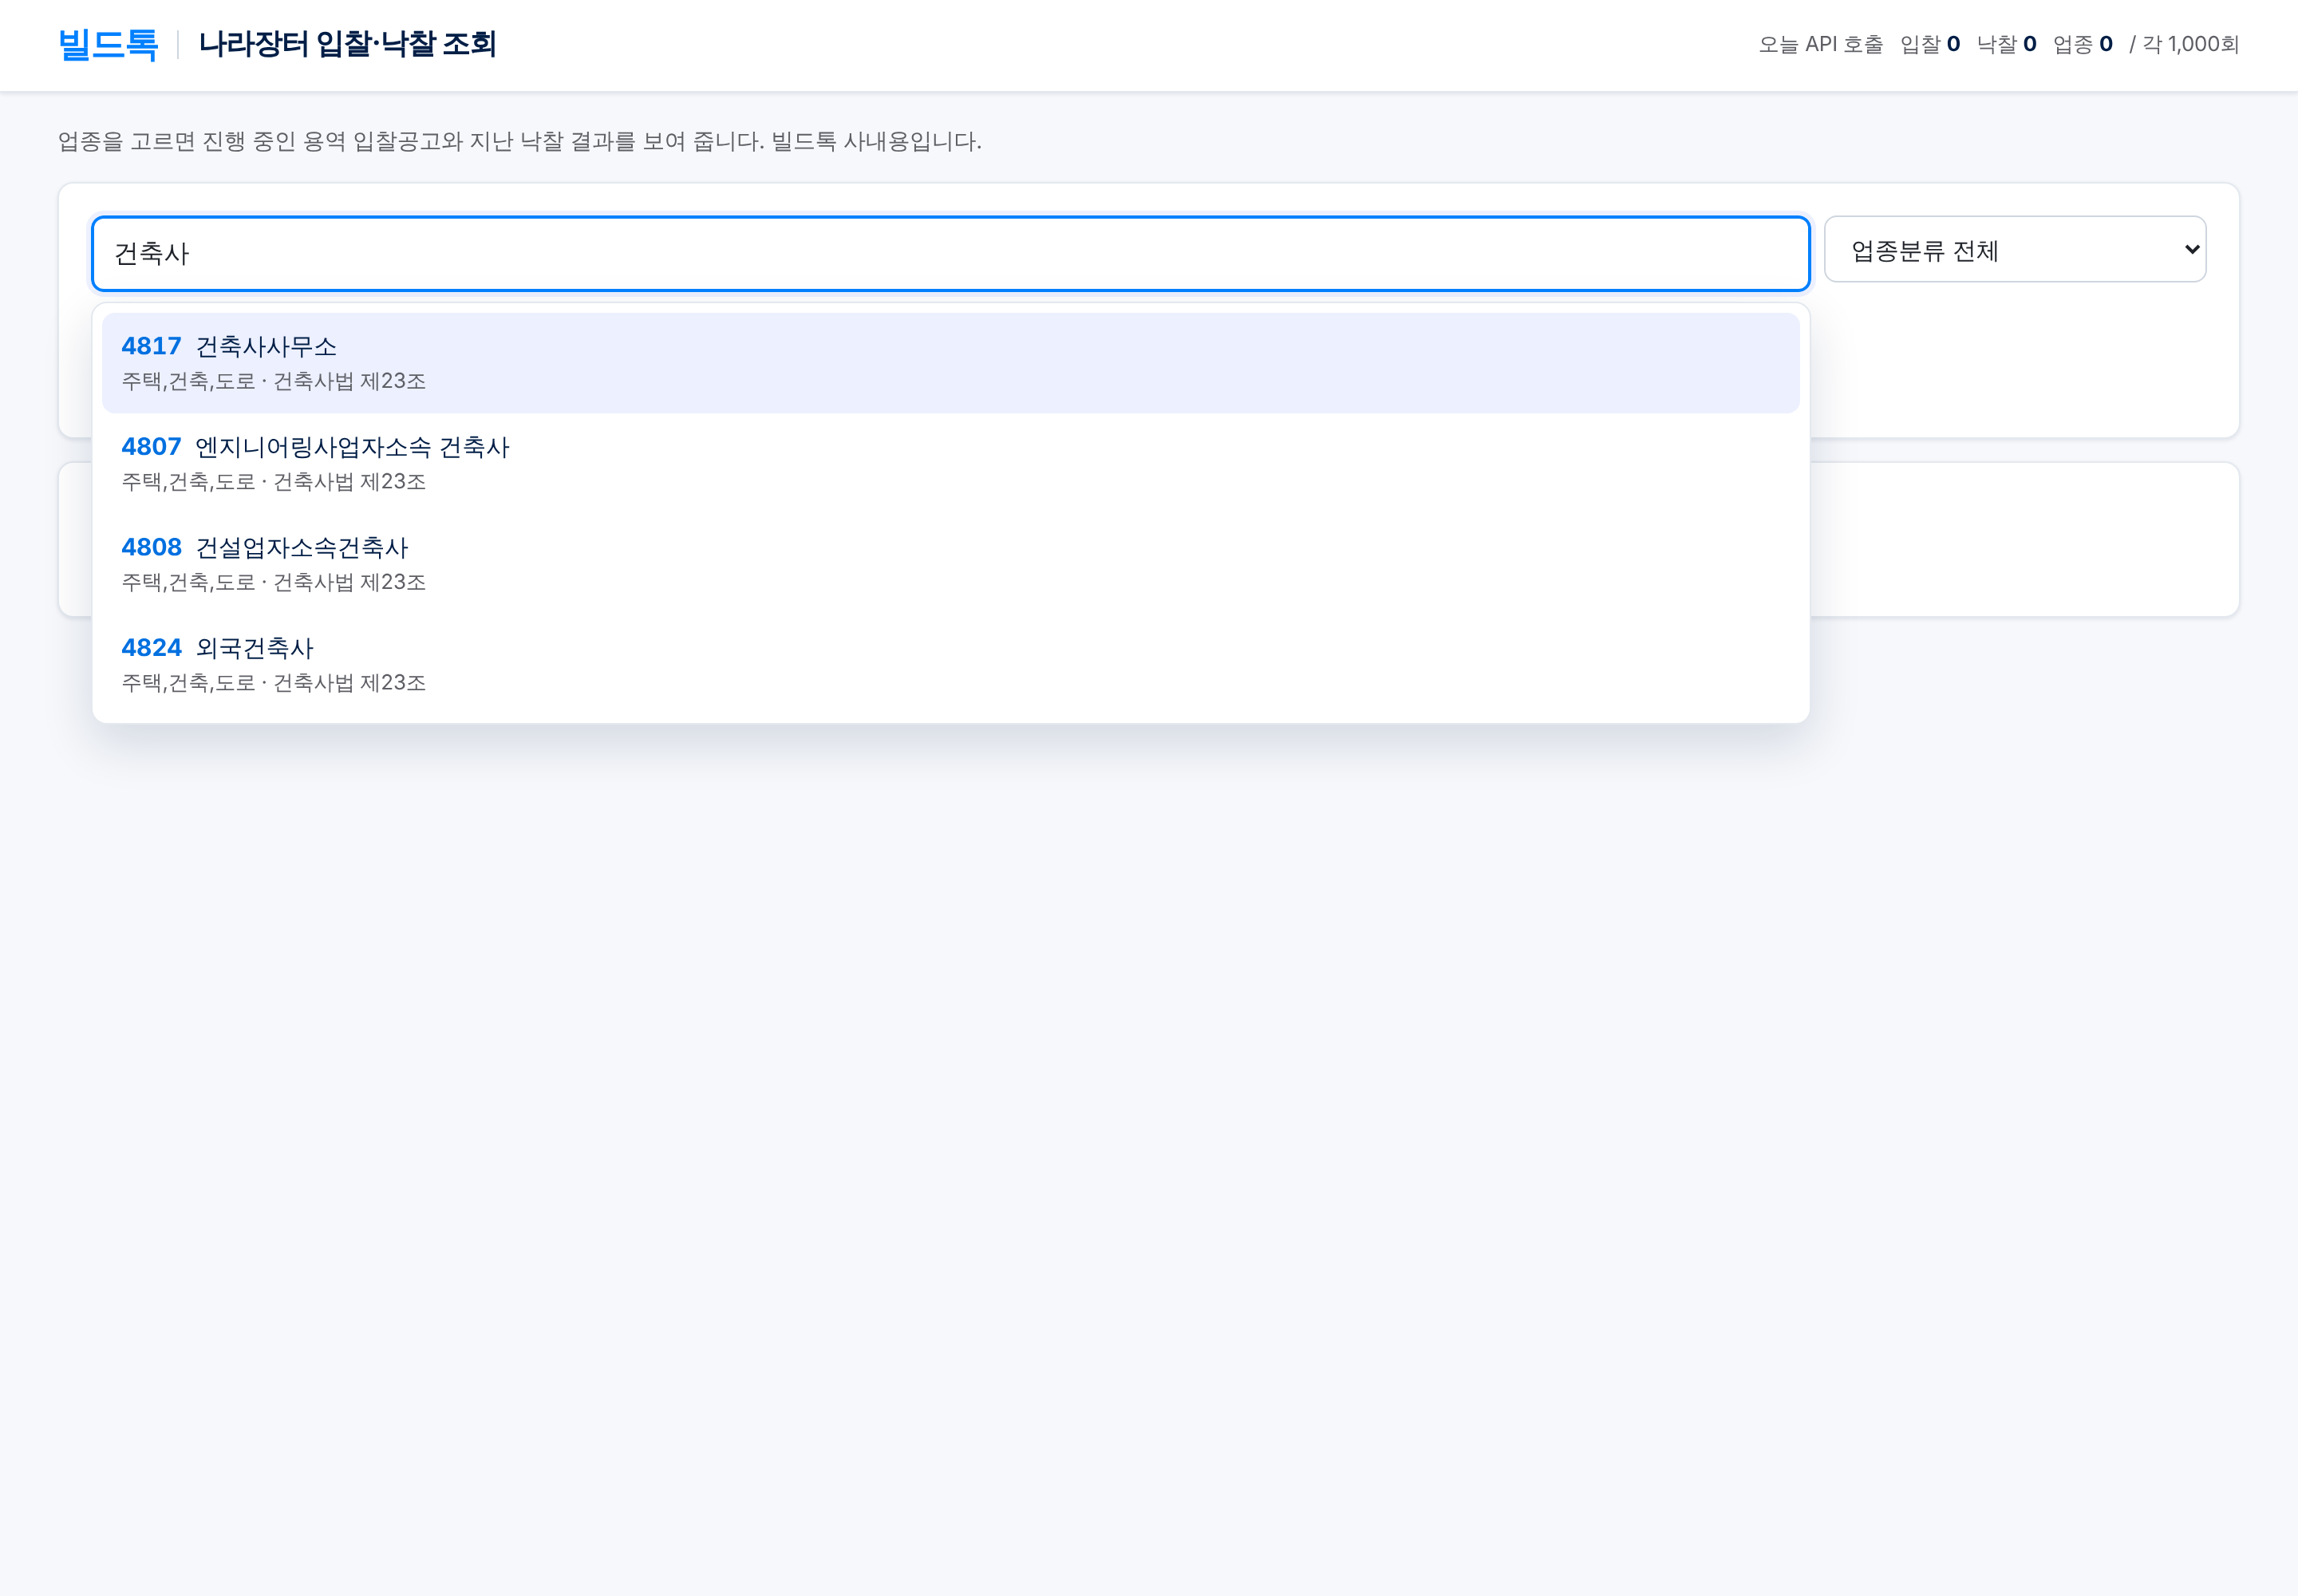 빌드톡 나라장터 입찰·낙찰 조회 오늘 API 호출 입찰 0 낙찰 0 업종 0 / 각 1,000회
업종을 고르면 진행 중인 용역 입찰공고와 지난 낙찰 결과를 보여 줍니다. 빌드톡 사내용입니다.
건축사 업종분류 전체
4817 건축사사무소
주택,건축,도로 · 건축사법 제23조
4807 엔지니어링사업자소속 건축사
주택,건축,도로 · 건축사법 제23조
4808 건설업자소속건축사
주택,건축,도로 · 건축사법 제23조
4824 외국건축사
주택,건축,도로 · 건축사법 제23조